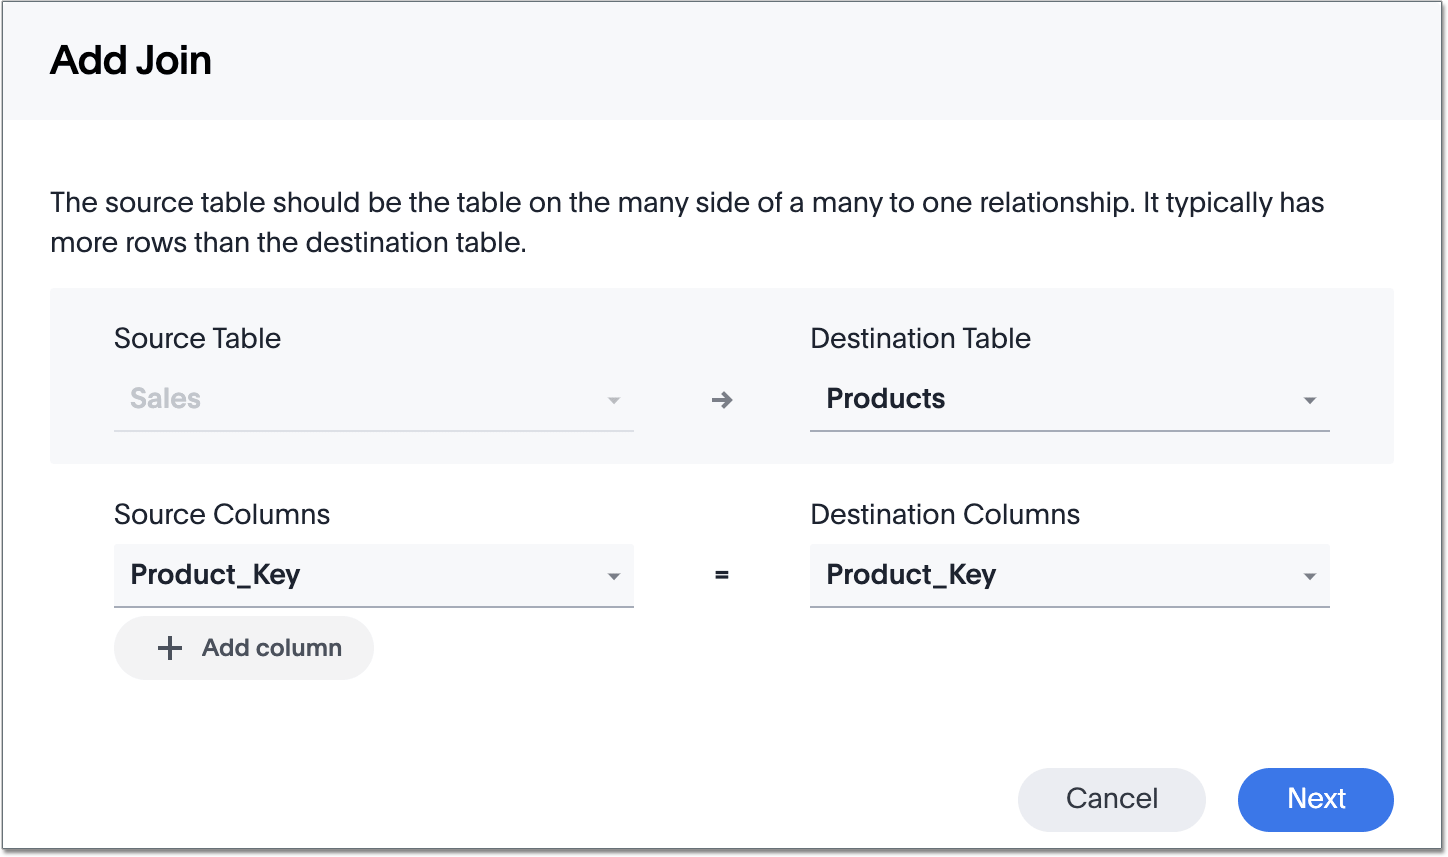 Add Join
The source table should be the table on the many side of a many to one relationship. It typically has
more rows than the destination table.
Source Table
Destination Table
Sales
→
Products
Source Columns
Destination Columns
Product_Key
=
Product_Key
+ Add column
Cancel
Next